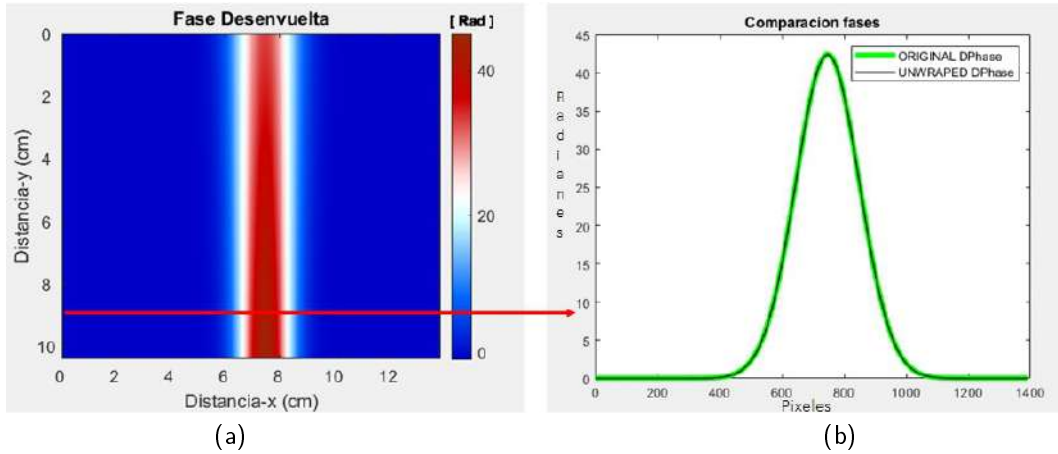 Fase Desenvuelta
[ Rad ]
0
2
4
6
8
10
Distancia-y (cm)
0 2 4 6 8 10 12
Distancia-x (cm)
40
20
0
(a)
Comparacion fases
ORIGINAL DPhase
UNWRAPED DPhase
45
40
35
30
25
20
15
10
5
0
Radianes
0 200 400 600 800 1000 1200 1400
Pixeles
(b)